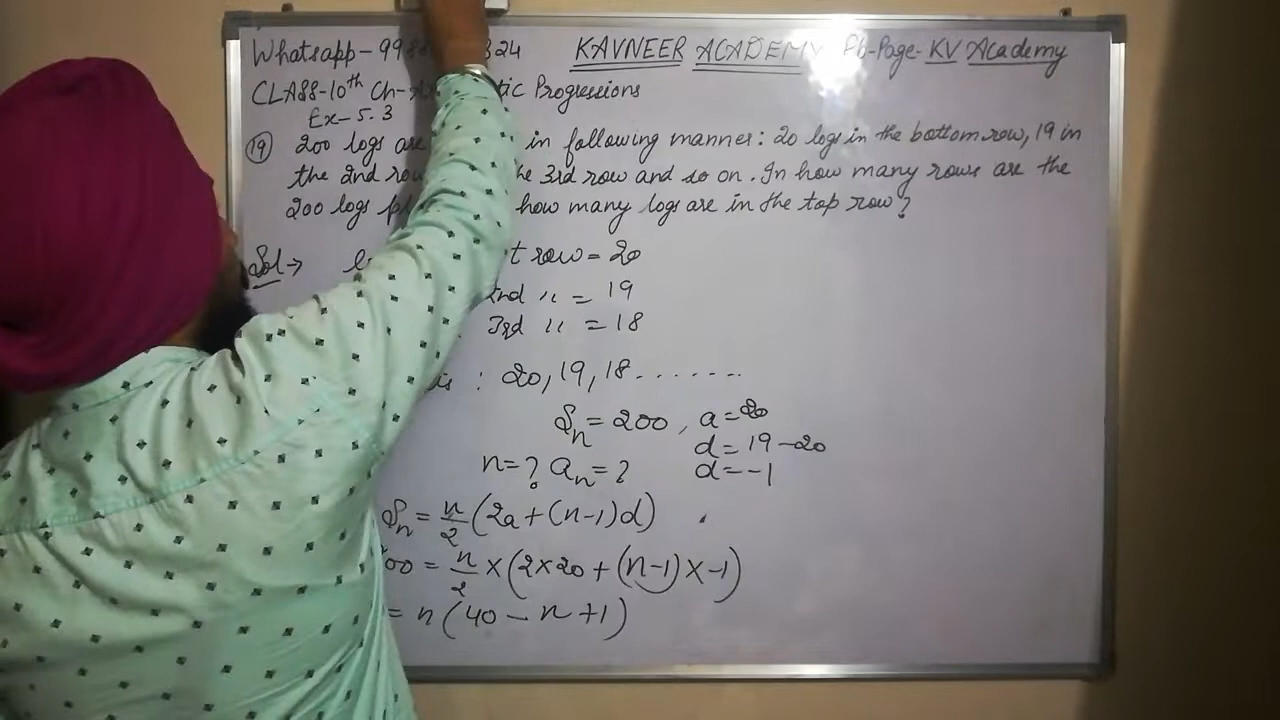 Whatsapp-99 324 KAVNEER ACADEMY Fb-Page-KV Academy
CLASS-10th Ch- tic Progressions
Ex-5.3
(19) 200 logs are in following manner: 20 logs in the bottom row, 19 in
the 2nd row he 3rd row and so on. In how many rows are the
200 logs how many logs are in the top row?
Sol → t row = 20
2nd " = 19
3rd " = 18
is : 20, 19, 18 .......
Sn = 200, a = 20
d = 19-20
n=? an=? d=-1
Sn = n/2 (2a+(n-1)d)
00 = n/2 × (2×20 + (n-1)×-1)
= n(40-n+1)